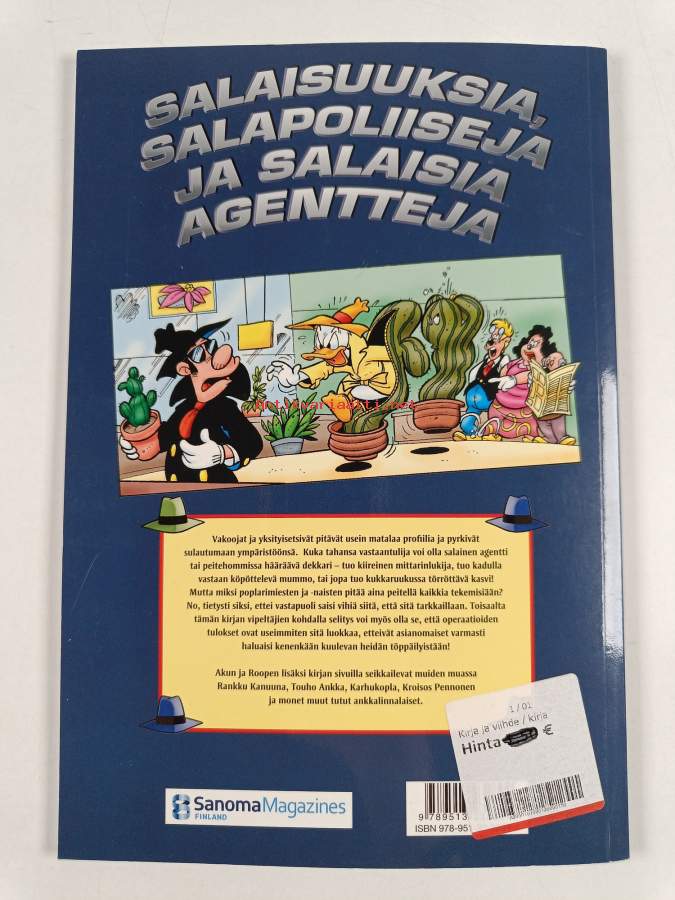 SALAISUUKSIA,
SALAPOLIISEJA
JA SALAISIA
AGENTTEJA
Antikvariaatti.net
Vakoojat ja yksityisetsivät pitävät usein matalaa profiilia ja pyrkivät
sulautumaan ympäristöönsä. Kuka tahansa vastaantulija voi olla salainen agentti
tai peitehommissa hääräävä dekkari – tuo kiireinen mittarinlukija, tuo kadulla
vastaan köpöttelevä mummo, tai jopa tuo kukkaruukussa törröttävä kasvi!
Mutta miksi poplarimiesten ja -naisten pitää aina peitellä kaikkia tekemisiään?
No, tietysti siksi, ettei vastapuoli saisi vihiä siitä, että sitä tarkkaillaan. Toisaalta
tämän kirjan vipeltäjien kohdalla selitys voi myös olla se, että operaatioiden
tulokset ovat useimmiten sitä luokkaa, etteivät asianomaiset varmasti
haluaisi kenenkään kuulevan heidän töppäilyistään!
Akun ja Roopen lisäksi kirjan sivuilla seikkailevat muiden muassa
Rankku Kanuuna, Touho Ankka, Karhukopla, Kroisos Pennonen
ja monet muut tutut ankkalinnalaiset.
1/01
Kirja ja viihde / kirja
Hinta €
SanomaMagazines
FINLAND
9 789513
ISBN 978-95